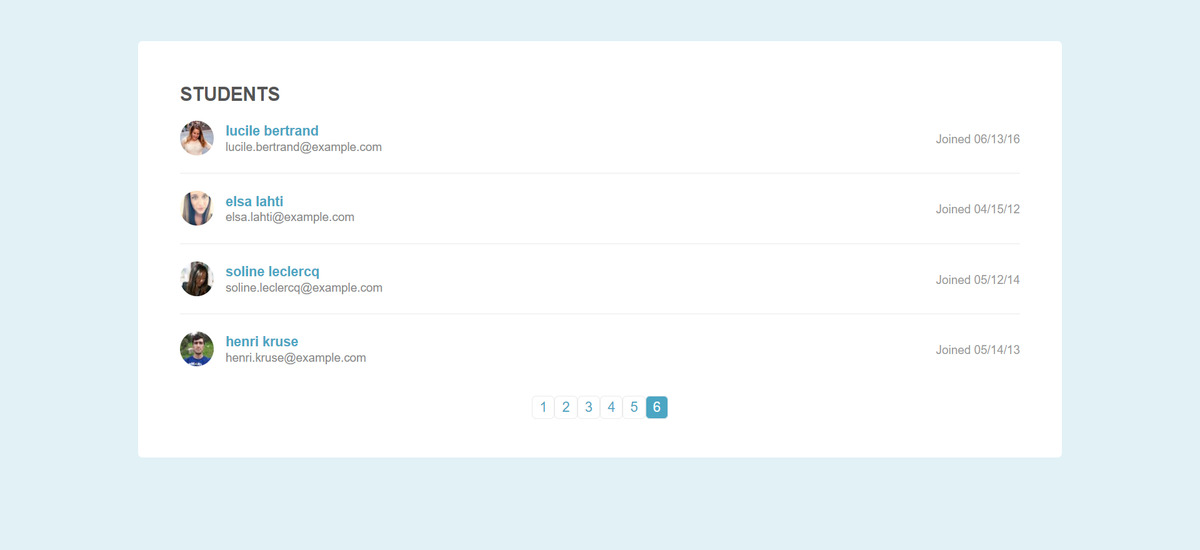 STUDENTS
lucile bertrand
lucile.bertrand@example.com
Joined 06/13/16
elsa lahti
elsa.lahti@example.com
Joined 04/15/12
soline leclercq
soline.leclercq@example.com
Joined 05/12/14
henri kruse
henri.kruse@example.com
Joined 05/14/13
1 2 3 4 5 6